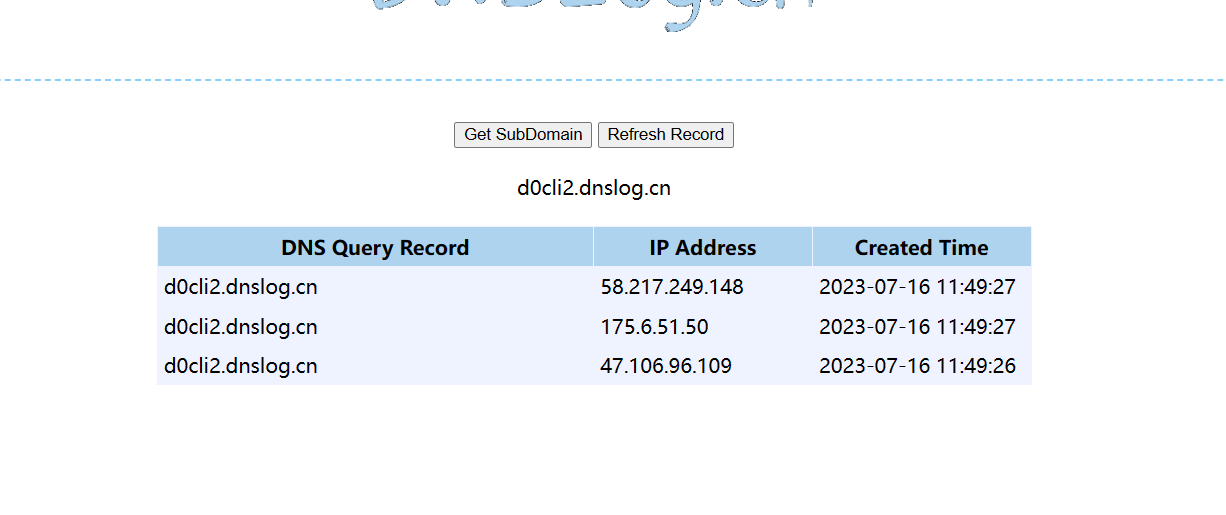 DNSLog.cn
Get SubDomain Refresh Record
d0cli2.dnslog.cn
DNS Query Record IP Address Created Time
d0cli2.dnslog.cn 58.217.249.148 2023-07-16 11:49:27
d0cli2.dnslog.cn 175.6.51.50 2023-07-16 11:49:27
d0cli2.dnslog.cn 47.106.96.109 2023-07-16 11:49:26